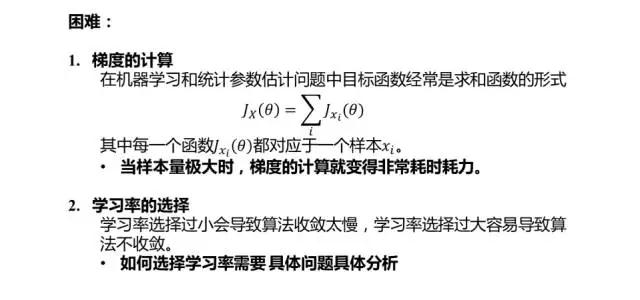 困难：
1. 梯度的计算
在机器学习和统计参数估计问题中目标函数经常是求和函数的形式
J_X(θ) = ∑_i J_{x_i}(θ)
其中每一个函数J_{x_i}(θ)都对应于一个样本x_i。
• 当样本量极大时，梯度的计算就变得非常耗时耗力。
2. 学习率的选择
学习率选择过小会导致算法收敛太慢，学习率选择过大容易导致算
法不收敛。
• 如何选择学习率需要具体问题具体分析